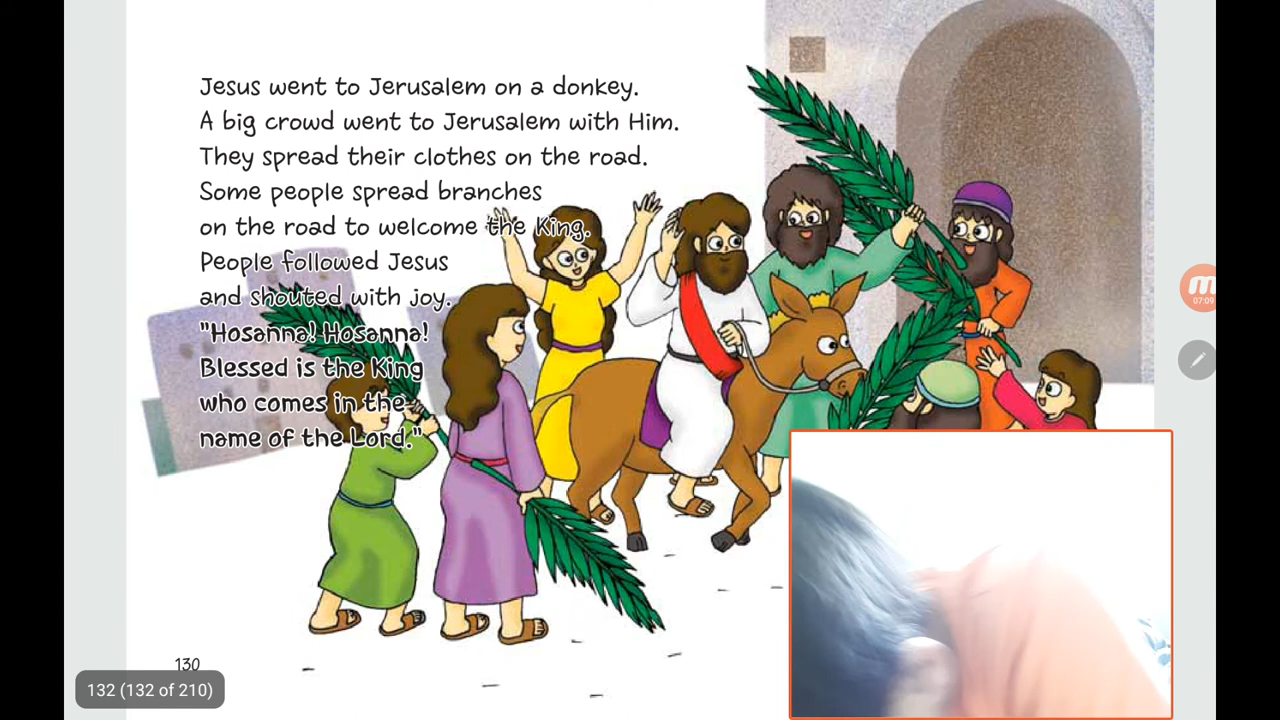 Jesus went to Jerusalem on a donkey.
A big crowd went to Jerusalem with Him.
They spread their clothes on the road.
Some people spread branches
on the road to welcome the King.
People followed Jesus
and shouted with joy.
"Hosanna! Hosanna!
Blessed is the King
who comes in the
name of the Lord."
130
132 (132 of 210)
07:09